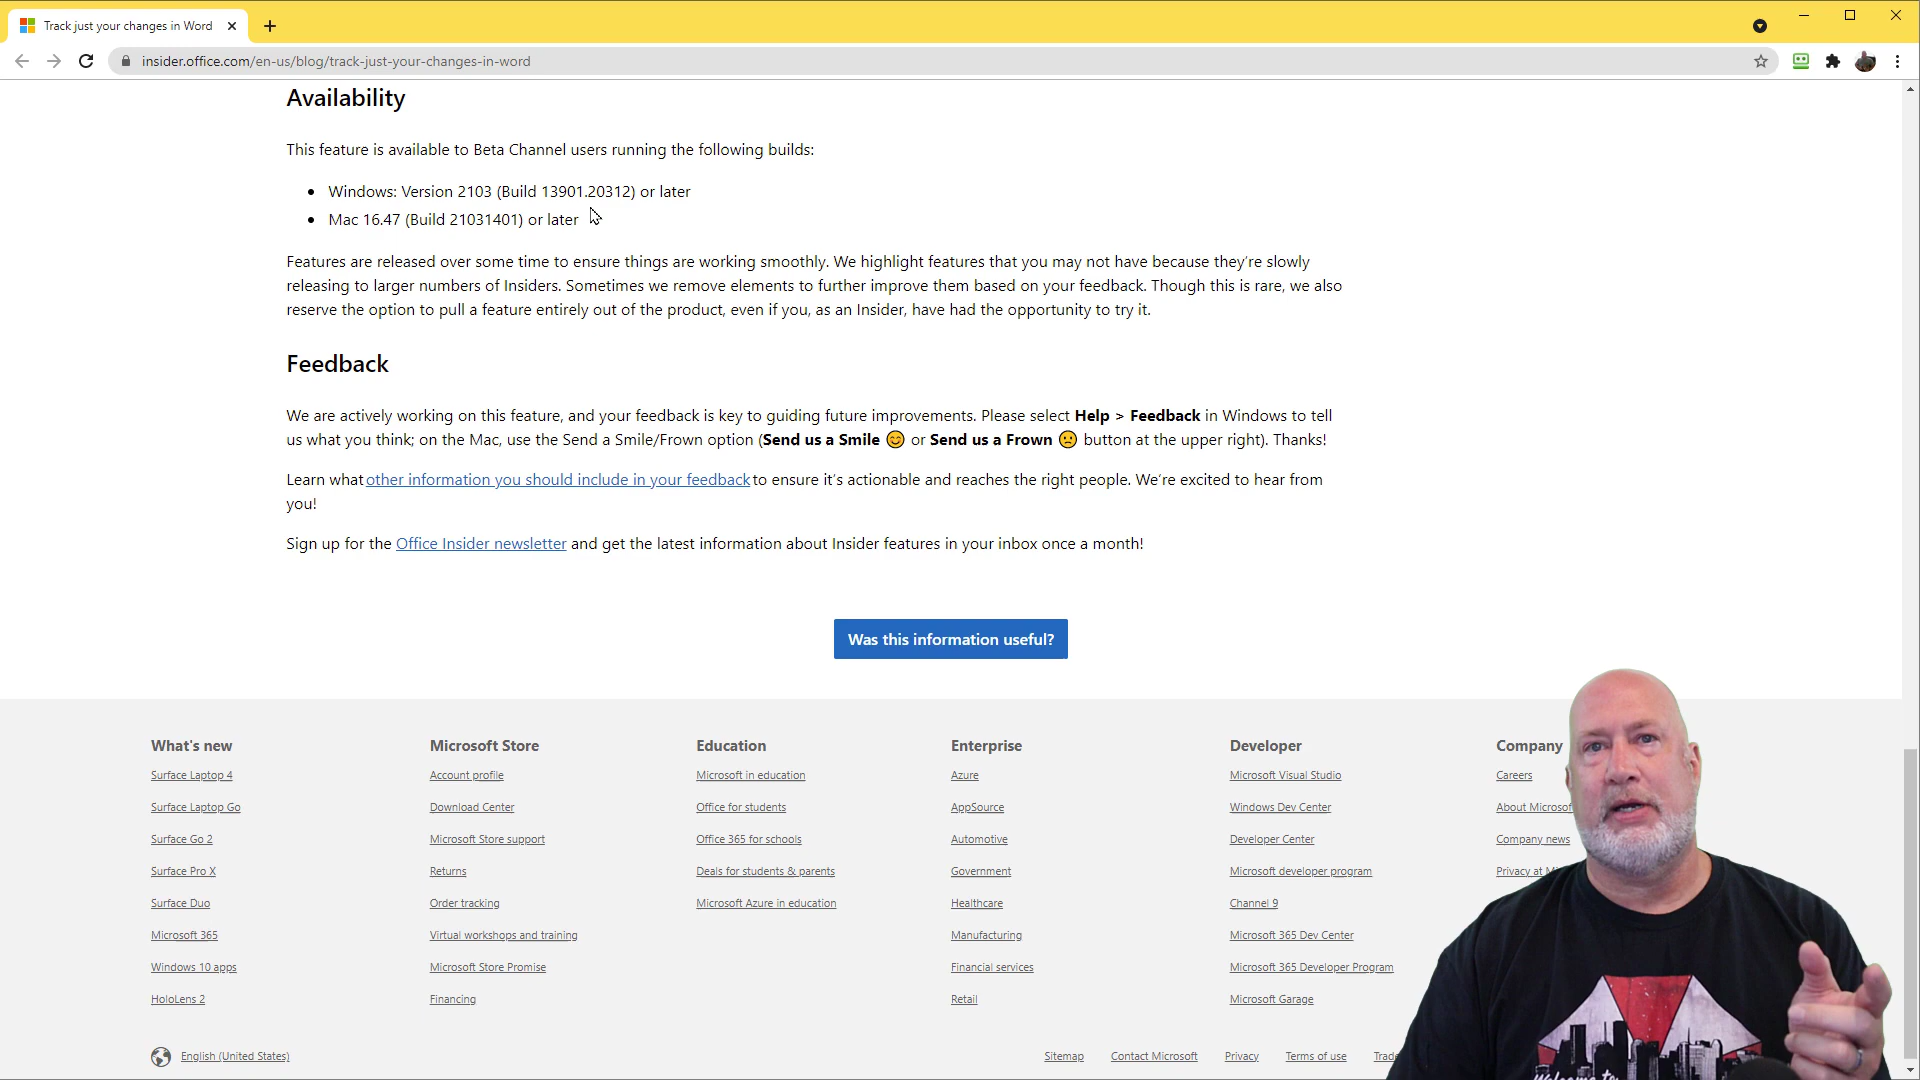 Track just your changes in Word
insider.office.com/en-us/blog/track-just-your-changes-in-word
Availability
This feature is available to Beta Channel users running the following builds:
Windows: Version 2103 (Build 13901.20312) or later
Mac 16.47 (Build 21031401) or later
Features are released over some time to ensure things are working smoothly. We highlight features that you may not have because they're slowly
releasing to larger numbers of Insiders. Sometimes we remove elements to further improve them based on your feedback. Though this is rare, we also
reserve the option to pull a feature entirely out of the product, even if you, as an Insider, have had the opportunity to try it.
Feedback
We are actively working on this feature, and your feedback is key to guiding future improvements. Please select Help > Feedback in Windows to tell
us what you think; on the Mac, use the Send a Smile/Frown option (Send us a Smile 😊 or Send us a Frown 🙁 button at the upper right). Thanks!
Learn what other information you should include in your feedback to ensure it's actionable and reaches the right people. We're excited to hear from
you!
Sign up for the Office Insider newsletter and get the latest information about Insider features in your inbox once a month!
Was this information useful?
What's new
Surface Laptop 4
Surface Laptop Go
Surface Go 2
Surface Pro X
Surface Duo
Microsoft 365
Windows 10 apps
HoloLens 2
Microsoft Store
Account profile
Download Center
Microsoft Store support
Returns
Order tracking
Virtual workshops and training
Microsoft Store Promise
Financing
Education
Microsoft in education
Office for students
Office 365 for schools
Deals for students & parents
Microsoft Azure in education
Enterprise
Azure
AppSource
Automotive
Government
Healthcare
Manufacturing
Financial services
Retail
Developer
Microsoft Visual Studio
Windows Dev Center
Developer Center
Microsoft developer program
Channel 9
Microsoft 365 Dev Center
Microsoft 365 Developer Program
Microsoft Garage
Company
Careers
About Microsof
Company news
Privacy at M
English (United States)
Sitemap
Contact Microsoft
Privacy
Terms of use
Trade
Welcome to